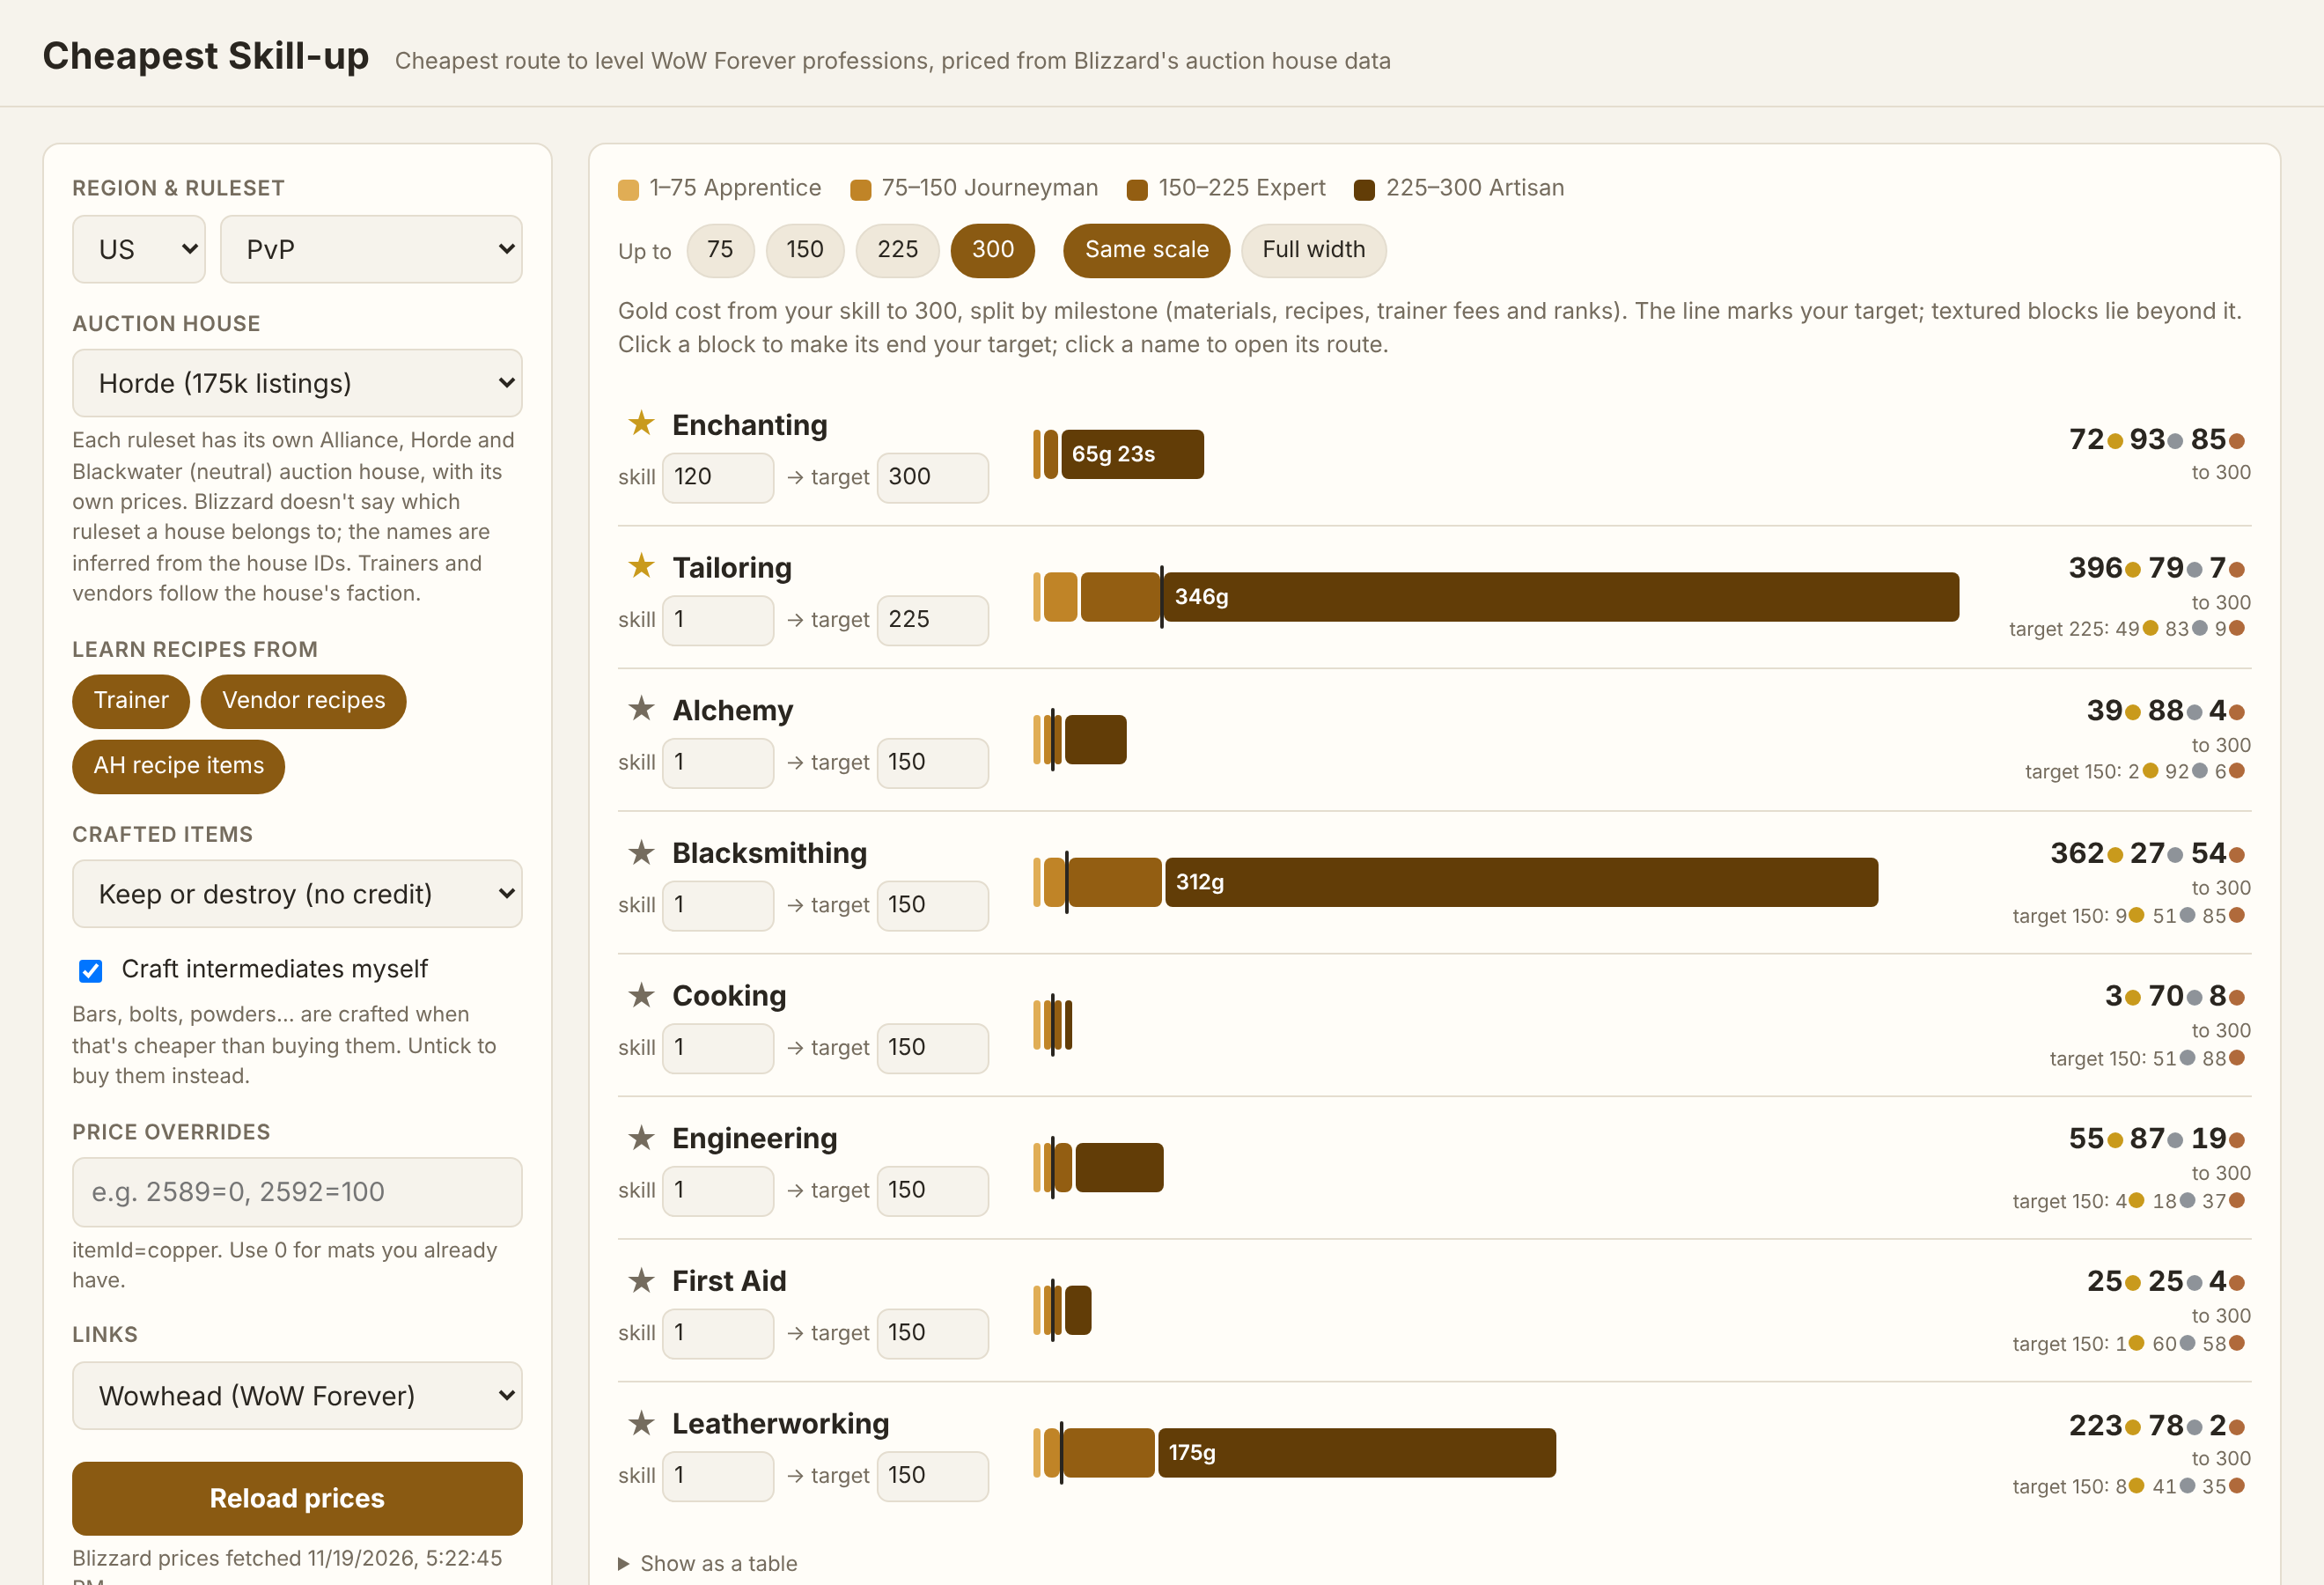 Cheapest Skill-up Cheapest route to level WoW Forever professions, priced from Blizzard's auction house data
REGION & RULESET
US PvP
AUCTION HOUSE
Horde (175k listings)
Each ruleset has its own Alliance, Horde and
Blackwater (neutral) auction house, with its
own prices. Blizzard doesn't say which
ruleset a house belongs to; the names are
inferred from the house IDs. Trainers and
vendors follow the house's faction.
LEARN RECIPES FROM
Trainer Vendor recipes
AH recipe items
CRAFTED ITEMS
Keep or destroy (no credit)
Craft intermediates myself
Bars, bolts, powders... are crafted when
that's cheaper than buying them. Untick to
buy them instead.
PRICE OVERRIDES
e.g. 2589=0, 2592=100
itemId=copper. Use 0 for mats you already
have.
LINKS
Wowhead (WoW Forever)
Reload prices
Blizzard prices fetched 11/19/2026, 5:22:45
1–75 Apprentice 75–150 Journeyman 150–225 Expert 225–300 Artisan
Up to 75 150 225 300 Same scale Full width
Gold cost from your skill to 300, split by milestone (materials, recipes, trainer fees and ranks). The line marks your target; textured blocks lie beyond it.
Click a block to make its end your target; click a name to open its route.
★ Enchanting
skill 120 → target 300
65g 23s
72 93 85
to 300
★ Tailoring
skill 1 → target 225
346g
396 79 7
to 300
target 225: 49 83 9
★ Alchemy
skill 1 → target 150
39 88 4
to 300
target 150: 2 92 6
★ Blacksmithing
skill 1 → target 150
312g
362 27 54
to 300
target 150: 9 51 85
★ Cooking
skill 1 → target 150
3 70 8
to 300
target 150: 51 88
★ Engineering
skill 1 → target 150
55 87 19
to 300
target 150: 4 18 37
★ First Aid
skill 1 → target 150
25 25 4
to 300
target 150: 1 60 58
★ Leatherworking
skill 1 → target 150
175g
223 78 2
to 300
target 150: 8 41 35
▶ Show as a table